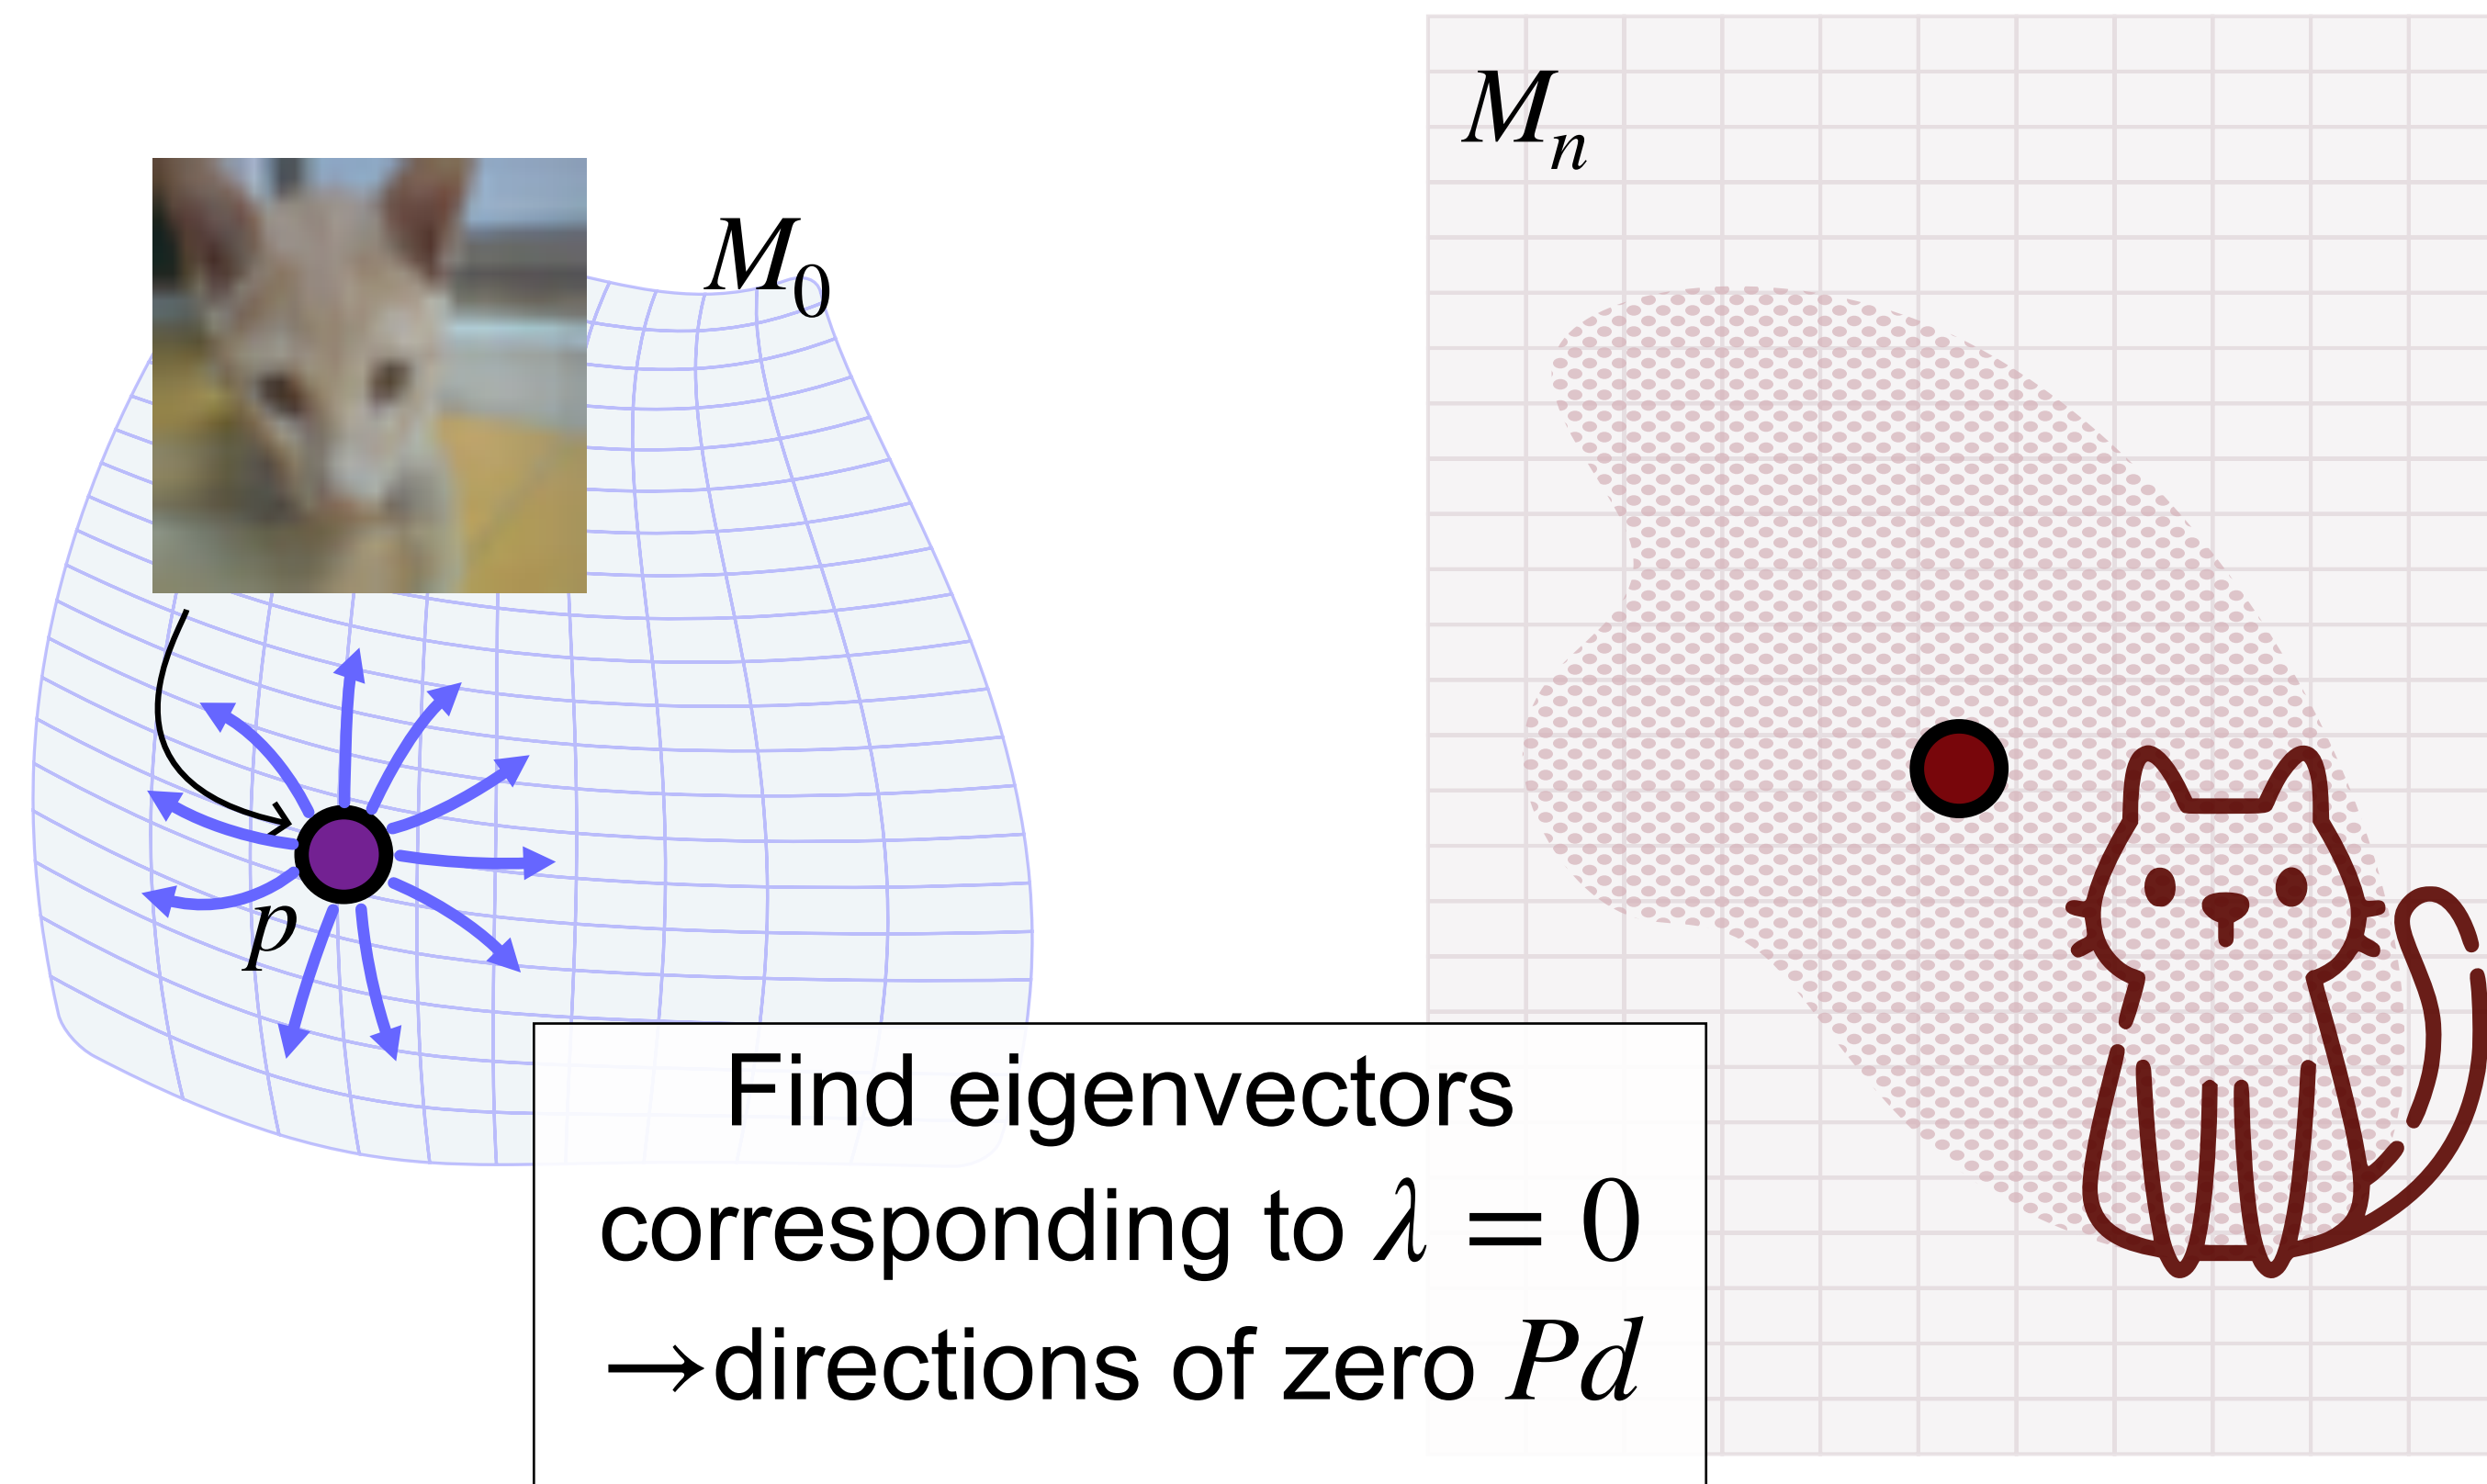 M₀
Mₙ
p
Find eigenvectors
corresponding to λ = 0
→directions of zero Pd